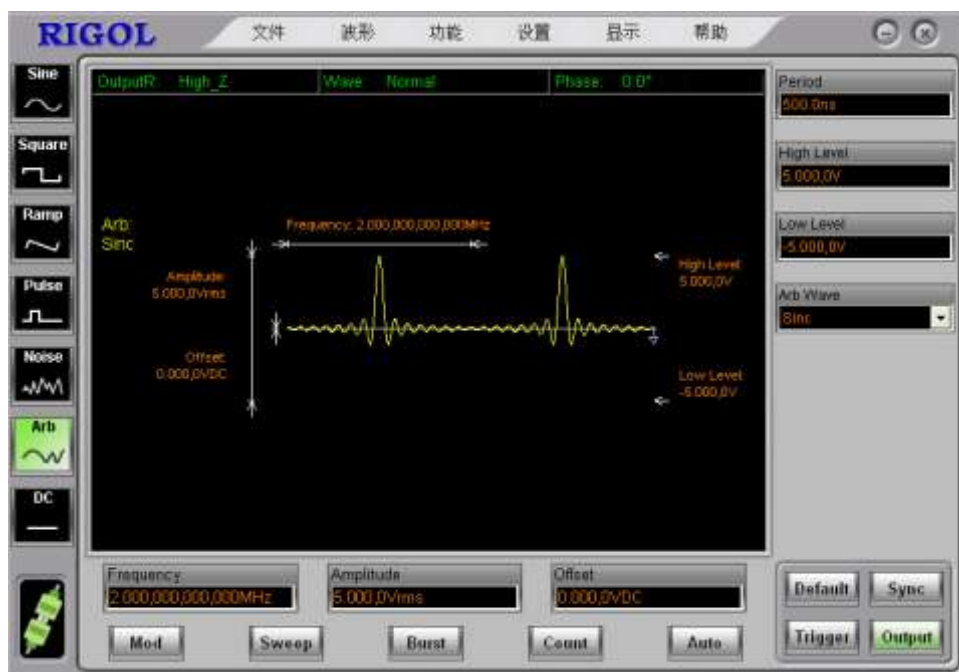 RIGOL
文件 波形 功能 设置 显示 帮助
Sine
Square
Ramp
Pulse
Noise
Arb
DC
OutputR: High_Z Wave Normal Phase: 0.0°
Arb:
Sinc
Frequency: 2.000,000,000,000MHz
Amplitude:
5.000,0Vrms
Offset:
0.000,0VDC
High Level:
5.000,0V
Low Level:
-5.000,0V
Period
500.0ns
High Level
5.000,0V
Low Level
-5.000,0V
Arb Wave
Sinc
Frequency
2.000,000,000,000MHz
Amplitude
5.000,0Vrms
Offset
0.000,0VDC
Mod Sweep Burst Count Auto
Default Sync
Trigger Output